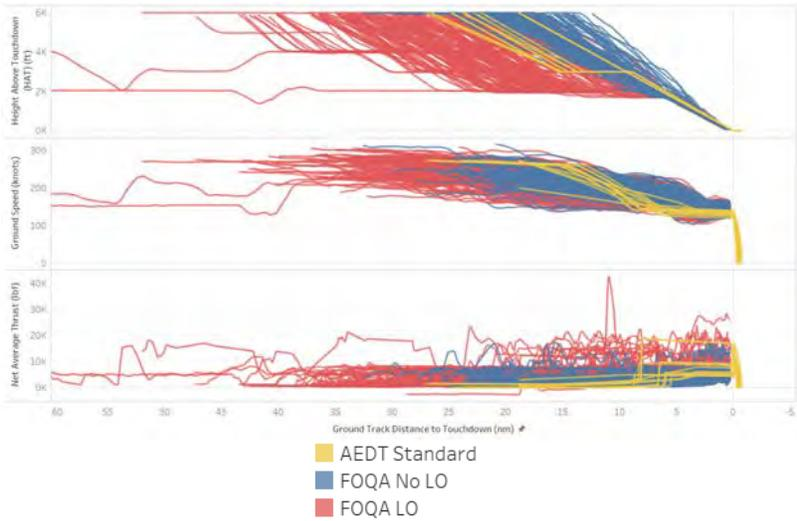 6K
4K
2K
0K
Height Above Touchdown
(HAT) (ft)
300
200
100
0
Ground Speed (knots)
40K
30K
20K
10K
0K
Net Average Thrust (lbf)
60 55 50 45 40 35 30 25 20 15 10 5 0 -5
Ground Track Distance to Touchdown (nm)
AEDT Standard
FOQA No LO
FOQA LO